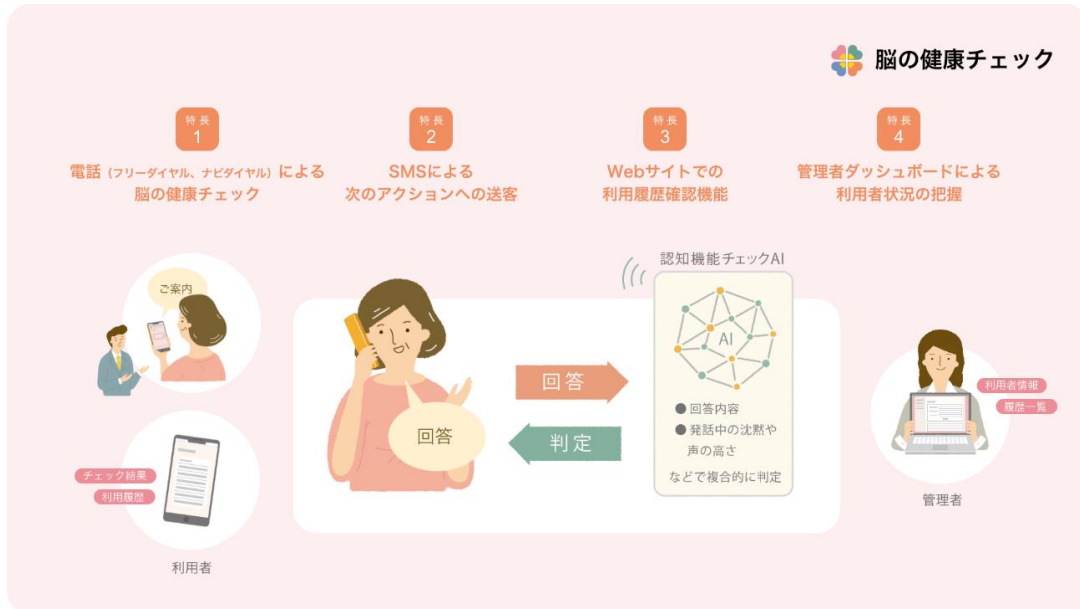 脳の健康チェック
特長
1
電話（フリーダイヤル、ナビダイヤル）による
脳の健康チェック
特長
2
SMSによる
次のアクションへの送客
特長
3
Webサイトでの
利用履歴確認機能
特長
4
管理者ダッシュボードによる
利用者状況の把握
ご案内
チェック結果
利用履歴
利用者
回答
回答
判定
認知機能チェックAI
AI
● 回答内容
● 発話中の沈黙や
声の高さ
などで複合的に判定
利用者情報
履歴一覧
管理者